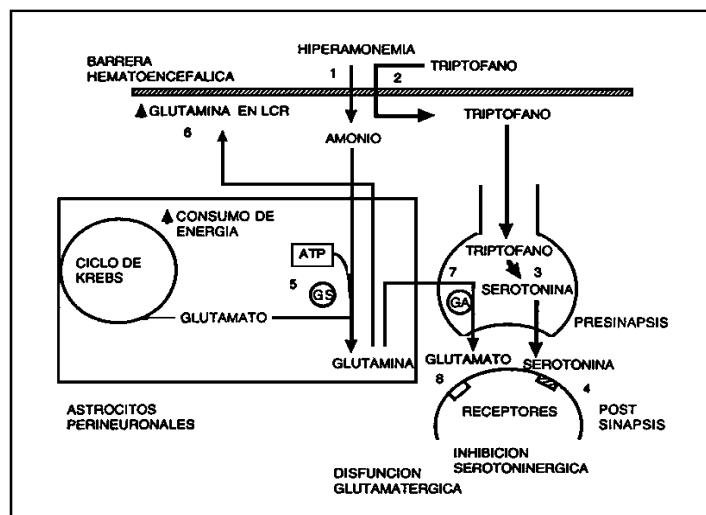 HIPERAMONEMIA
BARRERA
HEMATOENCEFALICA
1
2
TRIPTOFANO
GLUTAMINA EN LCR
6
AMONIO
TRIPTOFANO
CONSUMO DE
ENERGIA
CICLO DE
KREBS
ATP
5
GS
GLUTAMATO
GLUTAMINA
TRIPTOFANO
7
3
SEROTONINA
GA
PRESINAPSIS
GLUTAMATO
SEROTONINA
8
4
RECEPTORES
POST
SINAPSIS
ASTROCITOS
PERINEURONALES
INHIBICION
SEROTONINERGICA
DISFUNCION
GLUTAMATERGICA